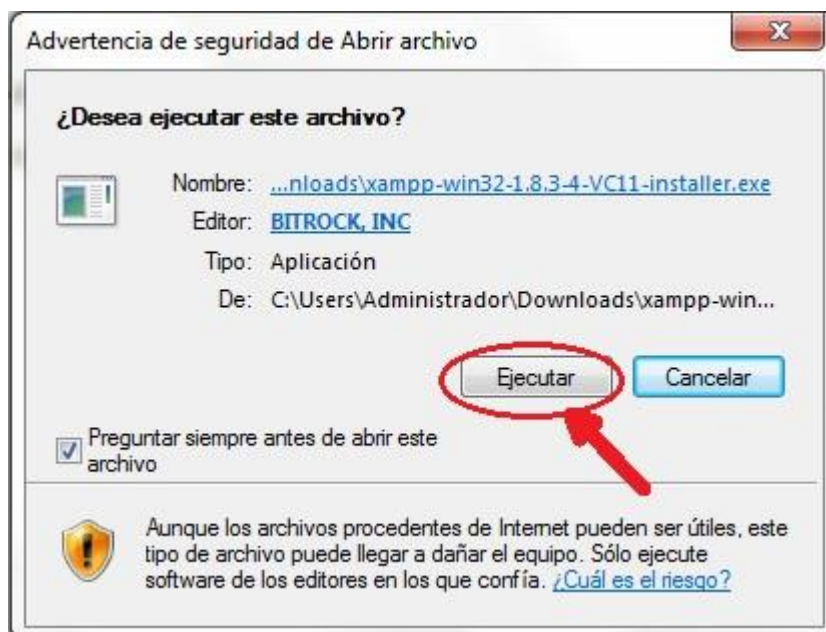 Advertencia de seguridad de Abrir archivo
¿Desea ejecutar este archivo?
Nombre: ...nloads\xampp-win32-1.8.3-4-VC11-installer.exe
Editor: BITROCK, INC
Tipo: Aplicación
De: C:\Users\Administrador\Downloads\xampp-win...
Ejecutar Cancelar
Preguntar siempre antes de abrir este
archivo
Aunque los archivos procedentes de Internet pueden ser útiles, este
tipo de archivo puede llegar a dañar el equipo. Sólo ejecute
software de los editores en los que confía. ¿Cuál es el riesgo?